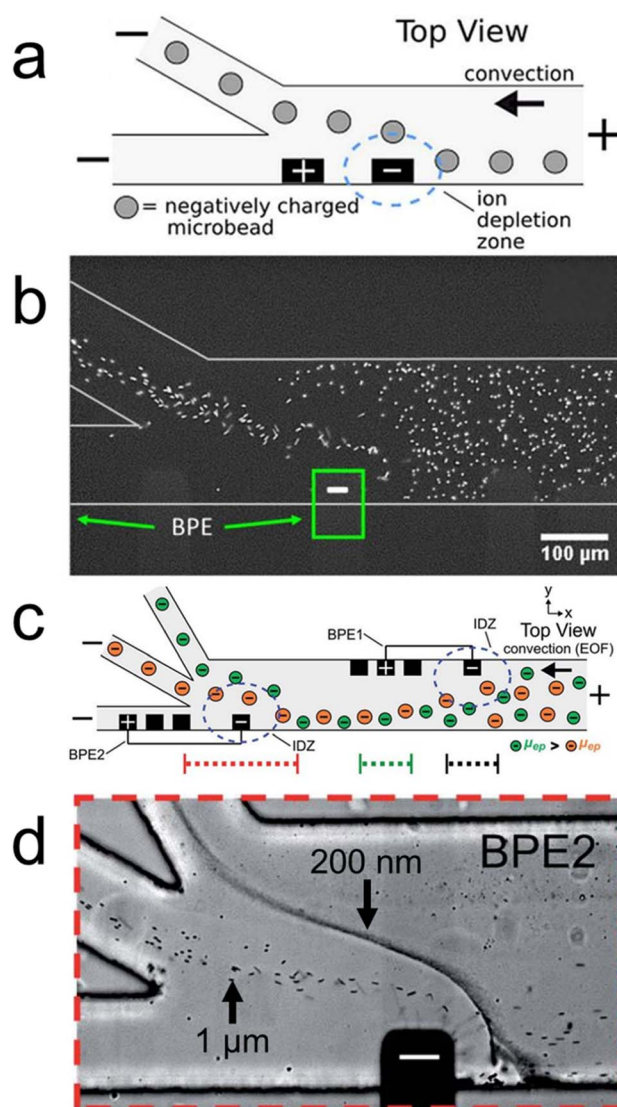 a
Top View
convection
−
+
−
+
−
= negatively charged
microbead
ion
depletion
zone
b
−
BPE
100 µm
c
y
x
Top View
convection (EOF)
IDZ
BPE1
−
+
−
+
−
+
−
BPE2
IDZ
μep > μep
d
BPE2
200 nm
1 µm
−